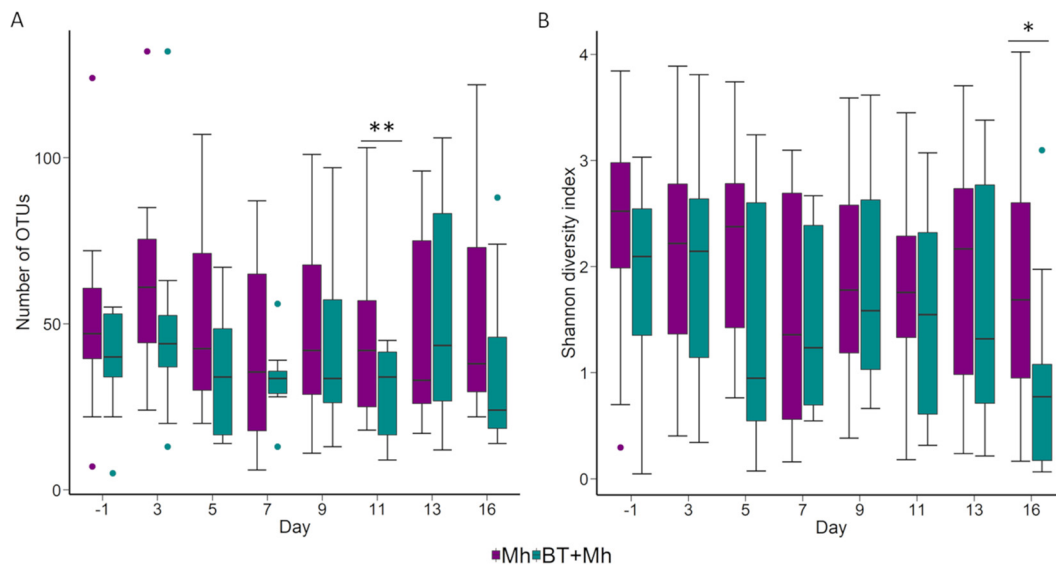 A
Number of OTUs
100
50
0
**
-1 3 5 7 9 11 13 16
Day
B
Shannon diversity index
4
3
2
1
0
*
-1 3 5 7 9 11 13 16
Day
Mh BT+Mh